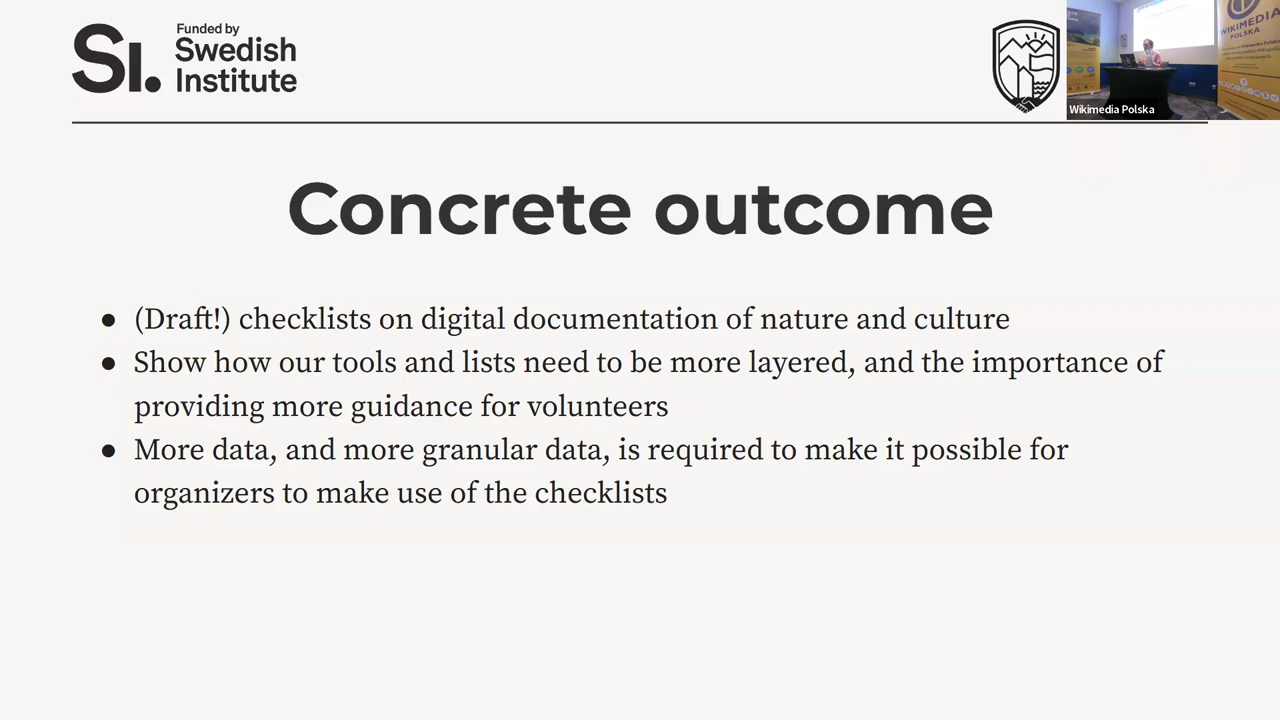 Funded by
SI. Swedish
Institute
WIKIMEDIA
POLSKA
Wikimedia Polska
Concrete outcome
● (Draft!) checklists on digital documentation of nature and culture
● Show how our tools and lists need to be more layered, and the importance of
providing more guidance for volunteers
● More data, and more granular data, is required to make it possible for
organizers to make use of the checklists